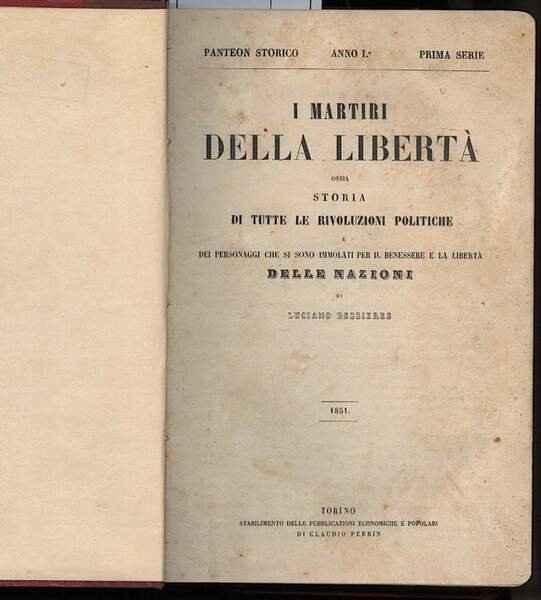 PANTEON STORICO ANNO I.º PRIMA SERIE
I MARTIRI
DELLA LIBERTÀ
OSSIA
STORIA
DI TUTTE LE RIVOLUZIONI POLITICHE
E
DEI PERSONAGGI CHE SI SONO IMMOLATI PER IL BENESSERE E LA LIBERTÀ
DELLE NAZIONI
DI
LUCIANO BESSIERES
1851.
TORINO
STABILIMENTO DELLE PUBBLICAZIONI ECONOMICHE E POPOLARI
DI CLAUDIO PERRIN